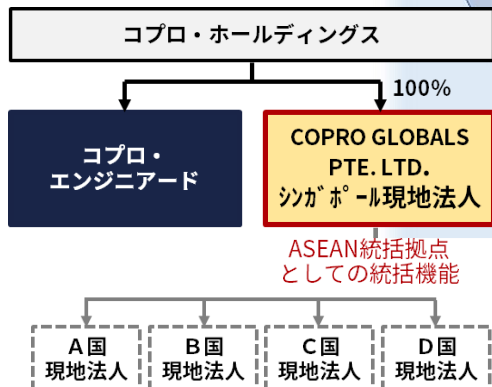 コプロ・ホールディングス
100%
コプロ・
エンジニアード
COPRO GLOBALS
PTE. LTD.
ｼﾝｶﾞﾎﾟｰﾙ現地法人
ASEAN統括拠点
としての統括機能
A国
現地法人
B国
現地法人
C国
現地法人
D国
現地法人